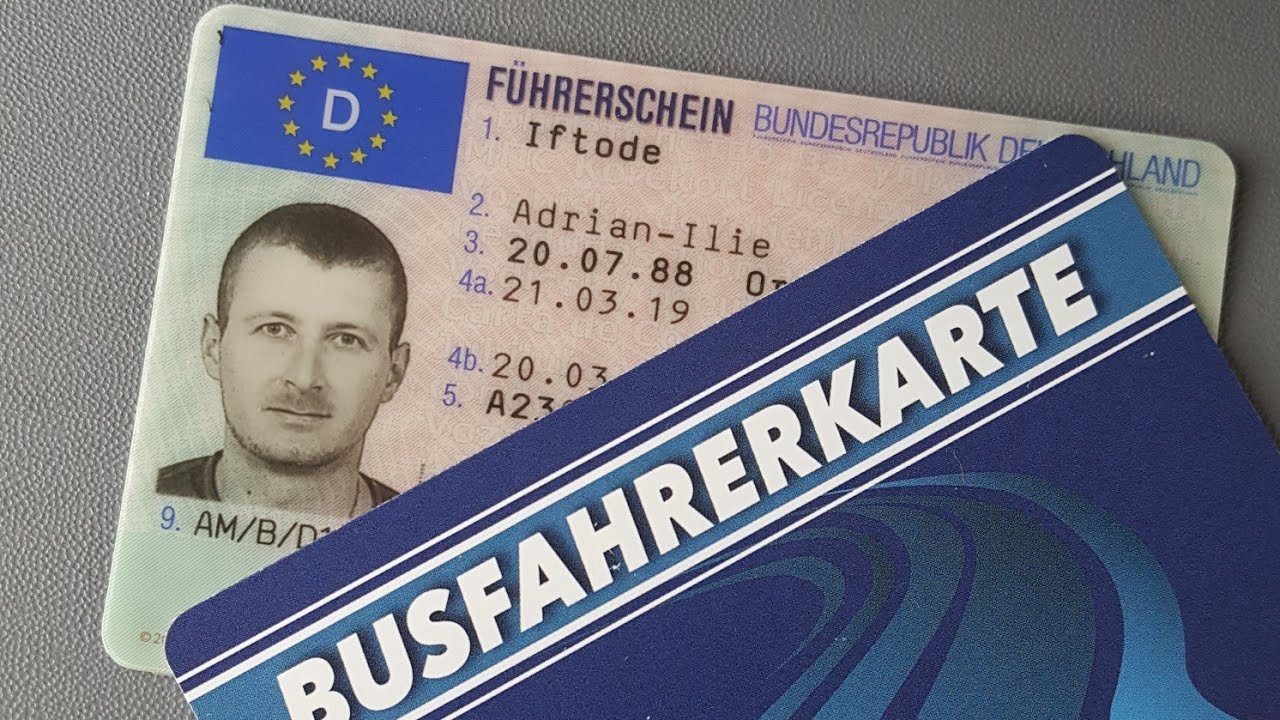 D
FÜHRERSCHEIN BUNDESREPUBLIK DE HLAND
1. Iftode
2. Adrian-Ilie
3. 20.07.88 Or
4a. 21.03.19
4b. 20.03
5. A23
9. AM/B/D1
BUSFAHRERKARTE